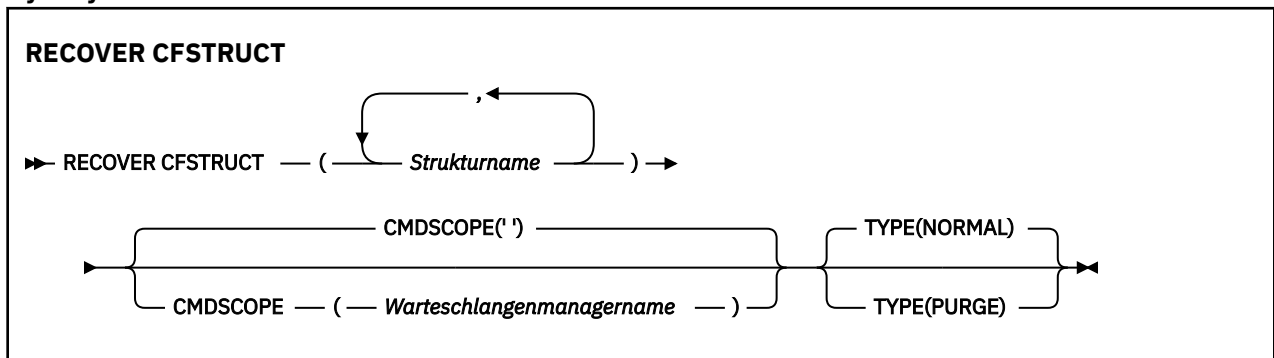 RECOVER CFSTRUCT
,
RECOVER CFSTRUCT ( Strukturname )
CMDSCOPE(' ') TYPE(NORMAL)
CMDSCOPE ( Warteschlangenmanagername ) TYPE(PURGE)